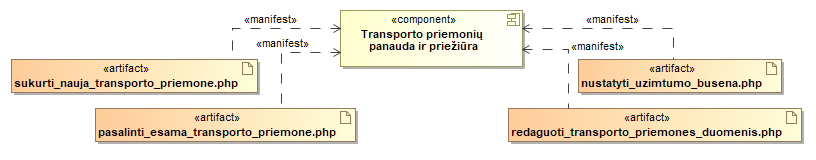 «manifest»
«component»
«manifest»
Transporto priemonių
panauda ir priežiūra
«manifest»
«manifest»
«artifact»
sukurti_nauja_transporto_priemone.php
«artifact»
nustatyti_uzimtumo_busena.php
«artifact»
pasalinti_esama_transporto_priemone.php
«artifact»
redaguoti_transporto_priemones_duomenis.php